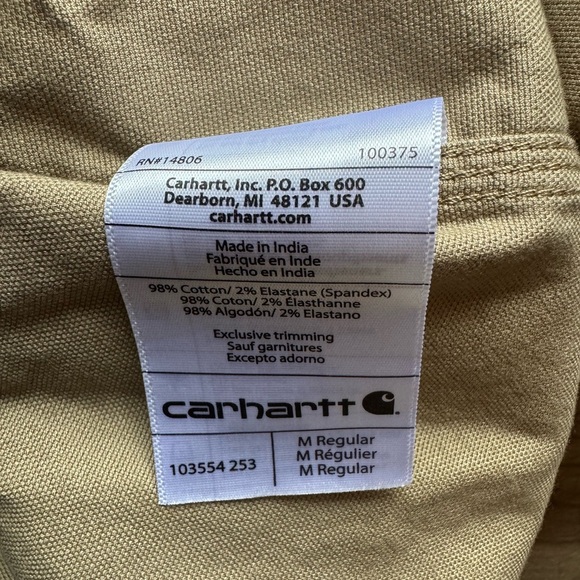 RN#14806 100375
Carhartt, Inc. P.O. Box 600
Dearborn, MI 48121 USA
carhartt.com
Made in India
Fabriqué en Inde
Hecho en India
98% Cotton/ 2% Elastane (Spandex)
98% Coton/ 2% Élasthanne
98% Algodón/ 2% Elastano
Exclusive trimming
Sauf garnitures
Excepto adorno
carhartt
103554 253
M Regular
M Régulier
M Regular